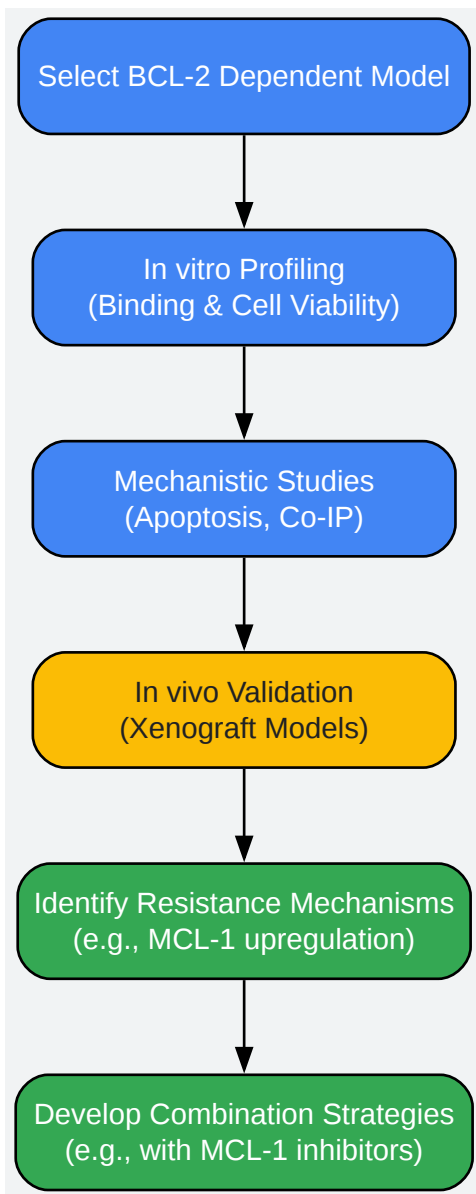 Select BCL-2 Dependent Model
In vitro Profiling
(Binding & Cell Viability)
Mechanistic Studies
(Apoptosis, Co-IP)
In vivo Validation
(Xenograft Models)
Identify Resistance Mechanisms
(e.g., MCL-1 upregulation)
Develop Combination Strategies
(e.g., with MCL-1 inhibitors)